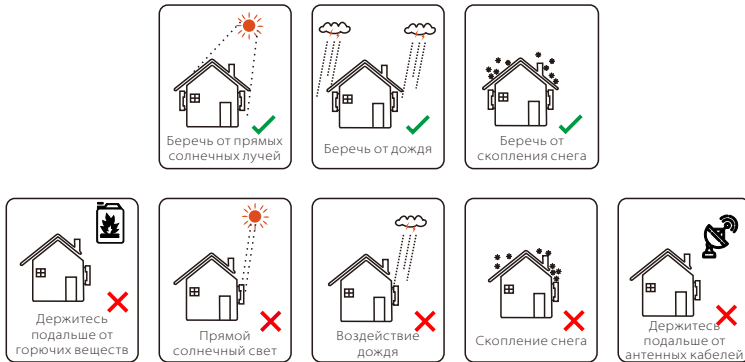 Беречь от прямых
солнечных лучей
Беречь от дождя
Беречь от
скопления снега
Держитесь
подальше от
горючих веществ
Прямой
солнечный свет
Воздействие
дождя
Скопление снега
Держитесь
подальше от
антенных кабелей